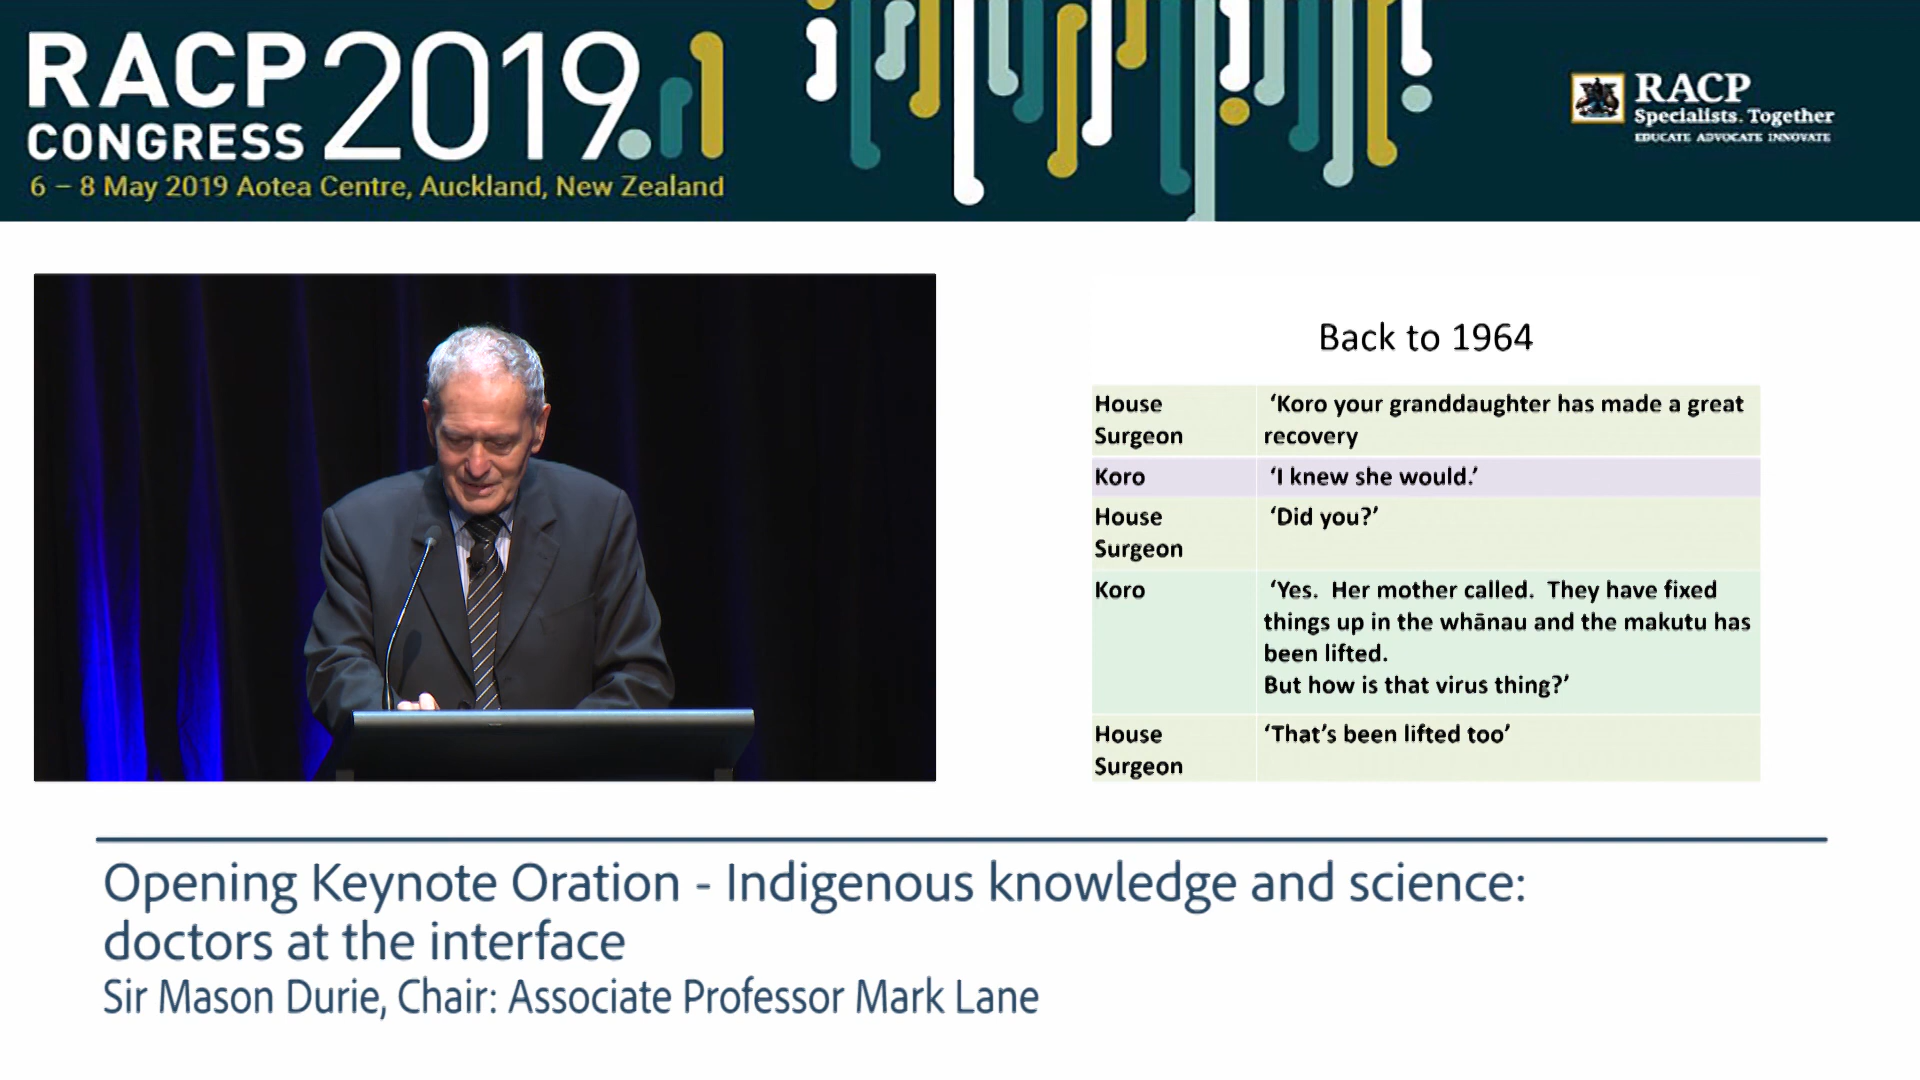 RACP
CONGRESS
2019
6 – 8 May 2019 Aotea Centre, Auckland, New Zealand
RACP
Specialists. Together
EDUCATE ADVOCATE INNOVATE
Back to 1964
House
Surgeon
‘Koro your granddaughter has made a great
recovery
Koro
‘I knew she would.’
House
Surgeon
‘Did you?’
Koro
‘Yes. Her mother called. They have fixed
things up in the whānau and the makutu has
been lifted.
But how is that virus thing?’
House
Surgeon
‘That’s been lifted too’
Opening Keynote Oration - Indigenous knowledge and science:
doctors at the interface
Sir Mason Durie, Chair: Associate Professor Mark Lane